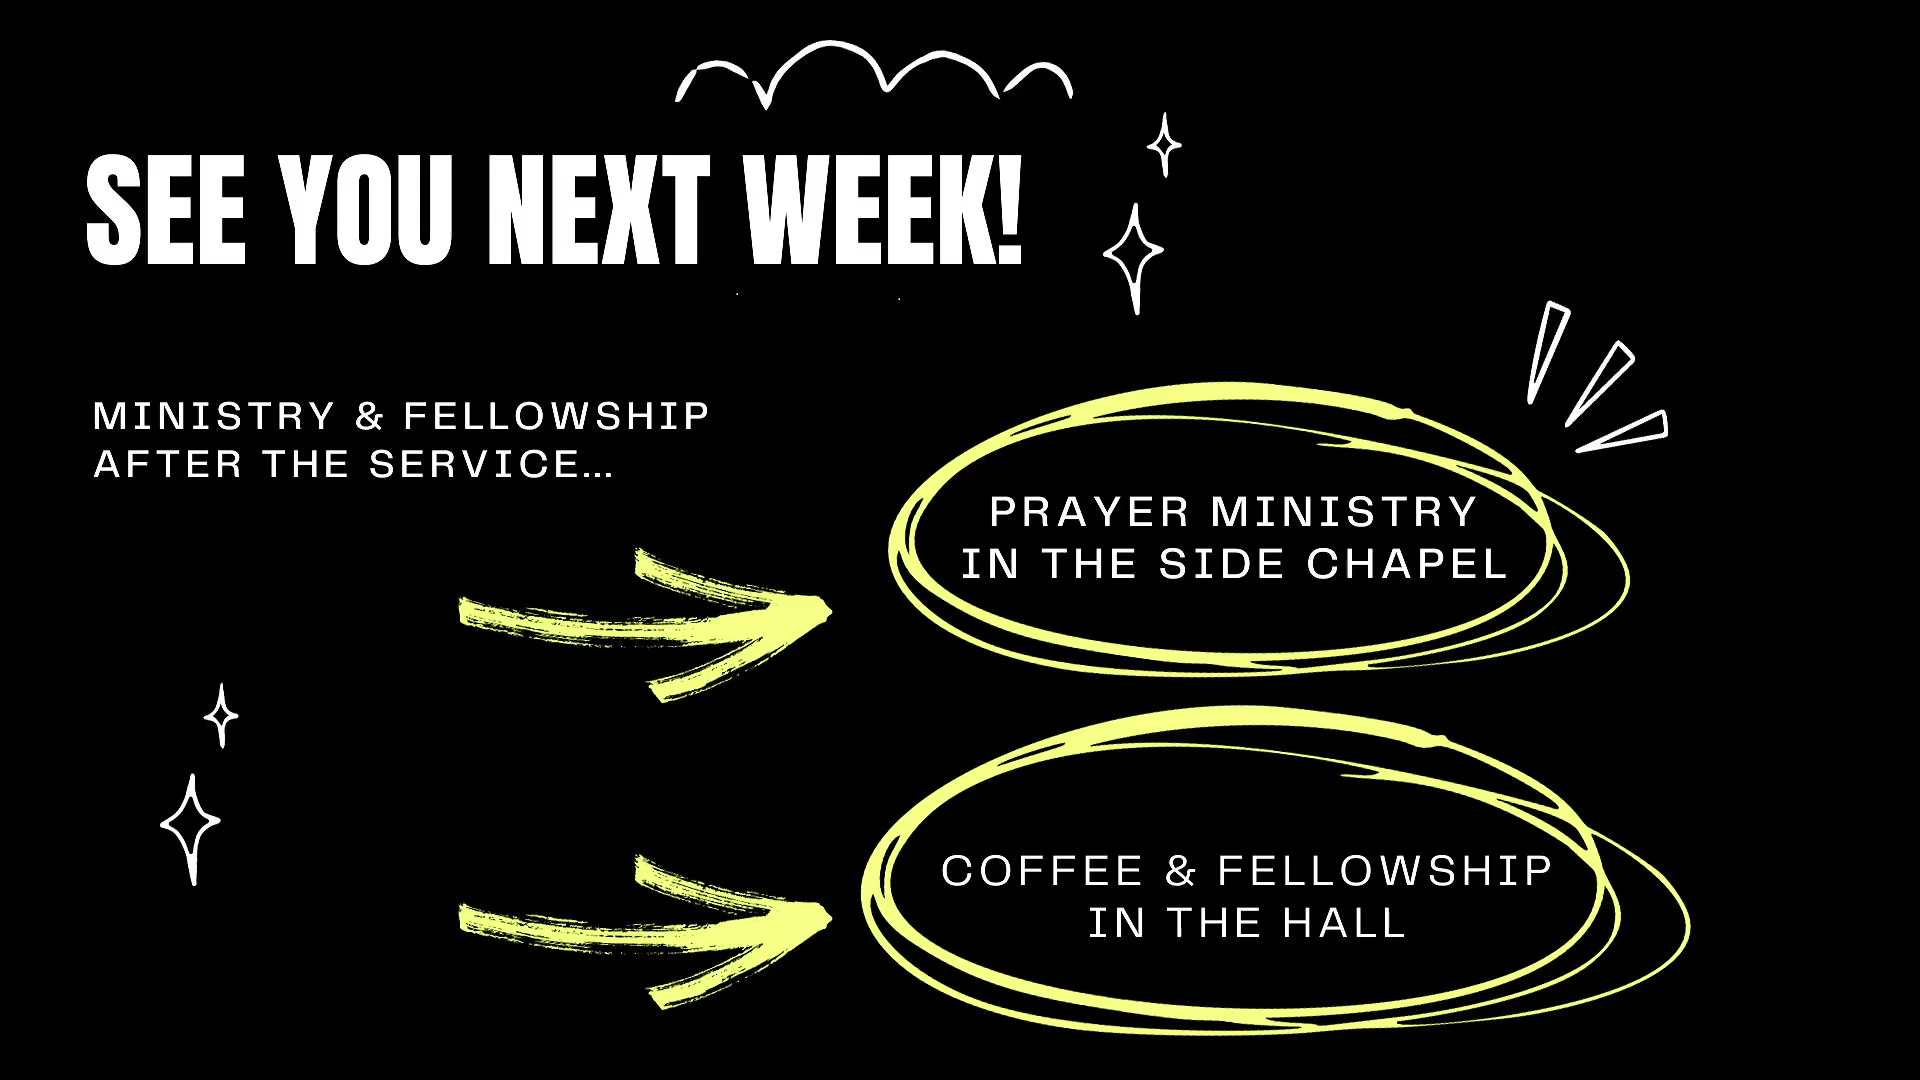 SEE YOU NEXT WEEK!
MINISTRY & FELLOWSHIP
AFTER THE SERVICE...
PRAYER MINISTRY
IN THE SIDE CHAPEL
COFFEE & FELLOWSHIP
IN THE HALL